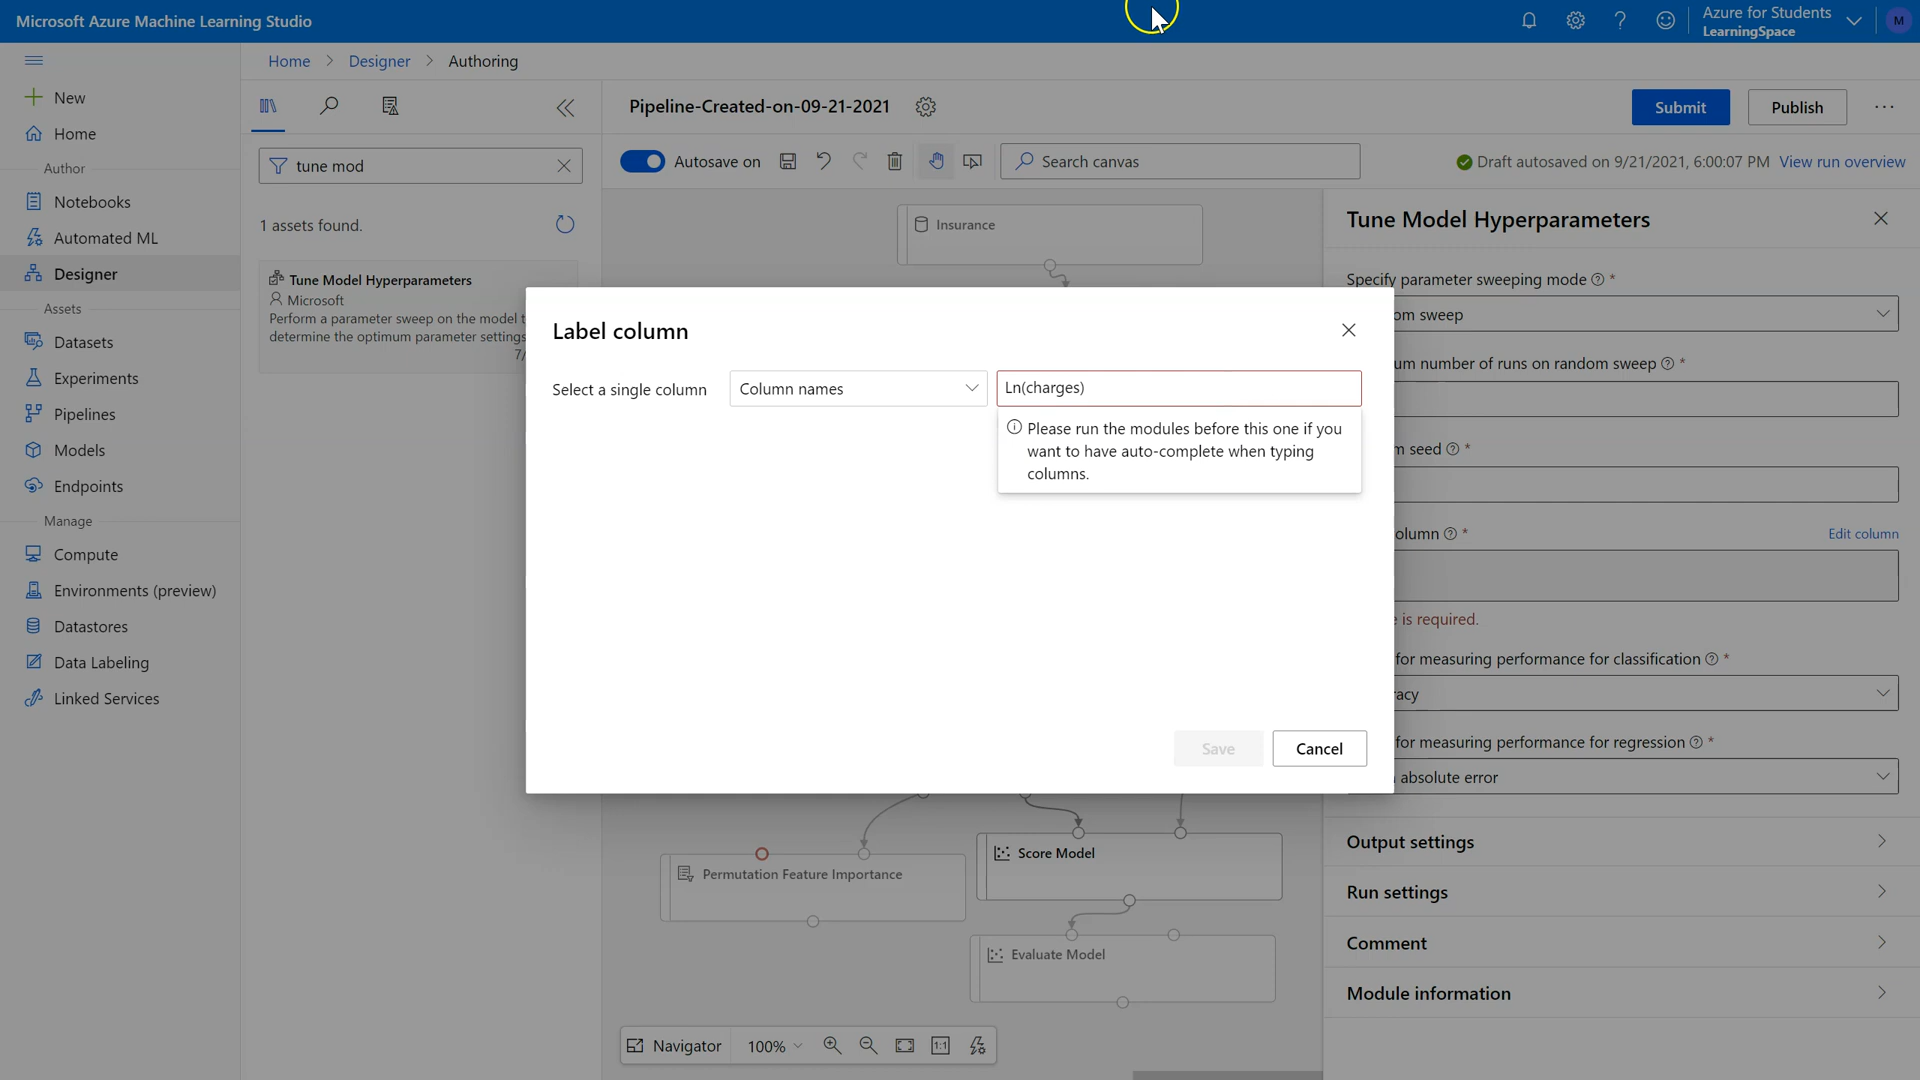 Microsoft Azure Machine Learning Studio
Azure for Students
LearningSpace
M
Home
Designer
Authoring
New
Home
Author
Notebooks
Automated ML
Designer
Assets
Datasets
Experiments
Pipelines
Models
Endpoints
Manage
Compute
Environments (preview)
Datastores
Data Labeling
Linked Services
tune mod
1 assets found.
Tune Model Hyperparameters
Microsoft
Perform a parameter sweep on the model t
determine the optimum parameter settings
7/
Pipeline-Created-on-09-21-2021
Submit
Publish
Autosave on
Search canvas
Draft autosaved on 9/21/2021, 6:00:07 PM
View run overview
Insurance
Label column
Select a single column
Column names
Ln(charges)
Please run the modules before this one if you
want to have auto-complete when typing
columns.
Save
Cancel
Permutation Feature Importance
Score Model
Evaluate Model
Navigator
100%
1:1
Tune Model Hyperparameters
Specify parameter sweeping mode *
om sweep
um number of runs on random sweep *
m seed *
olumn *
Edit column
e is required.
for measuring performance for classification *
racy
for measuring performance for regression *
absolute error
Output settings
Run settings
Comment
Module information